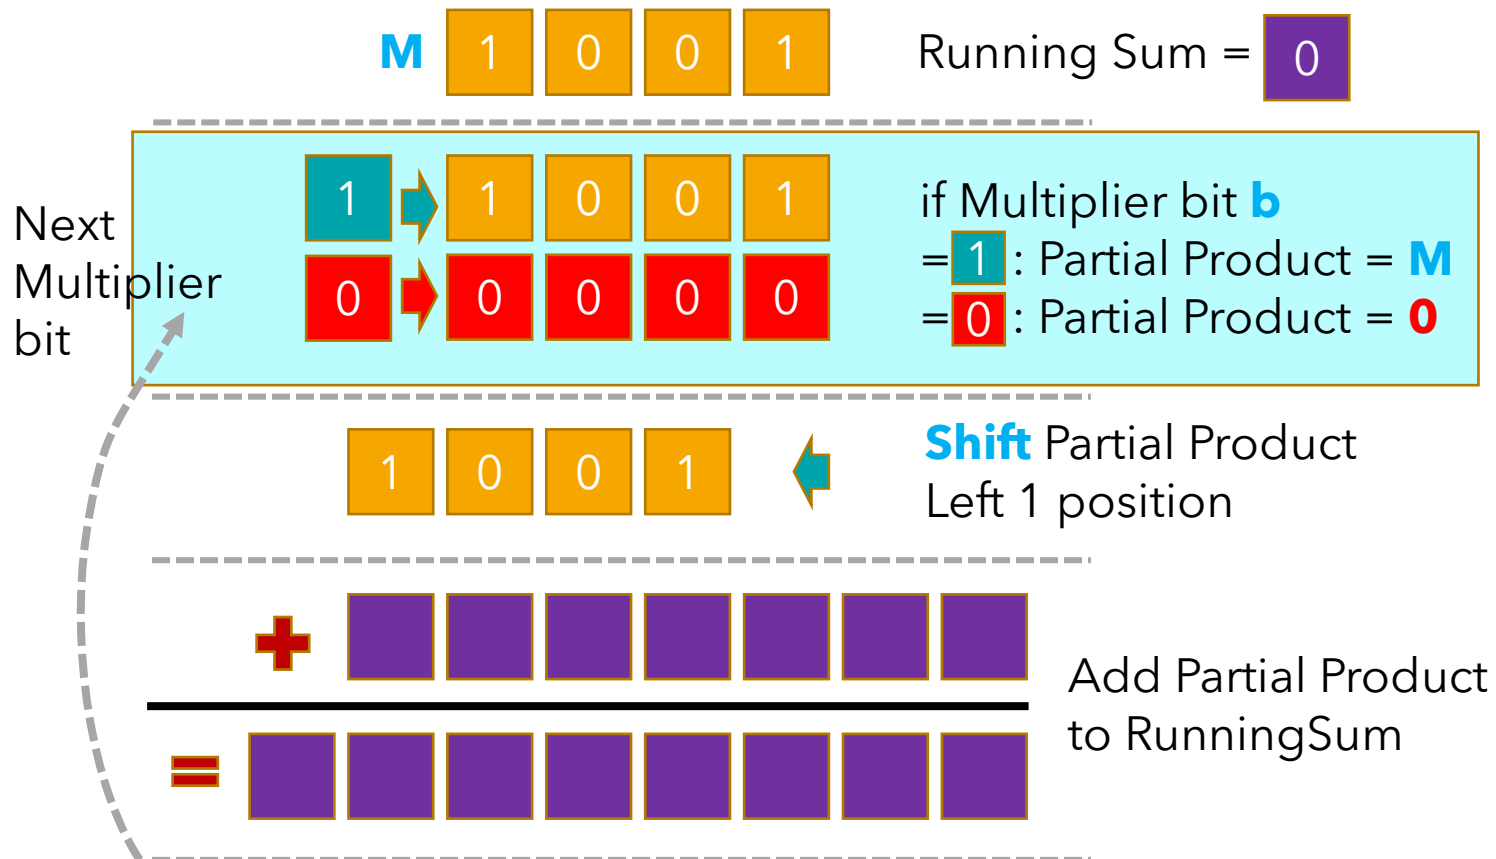 M 1 0 0 1 Running Sum = 0
Next
Multiplier
bit
1 1 0 0 1
0 0 0 0 0
if Multiplier bit b
= 1 : Partial Product = M
= 0 : Partial Product = 0
1 0 0 1
Shift Partial Product
Left 1 position
+
=
Add Partial Product
to RunningSum